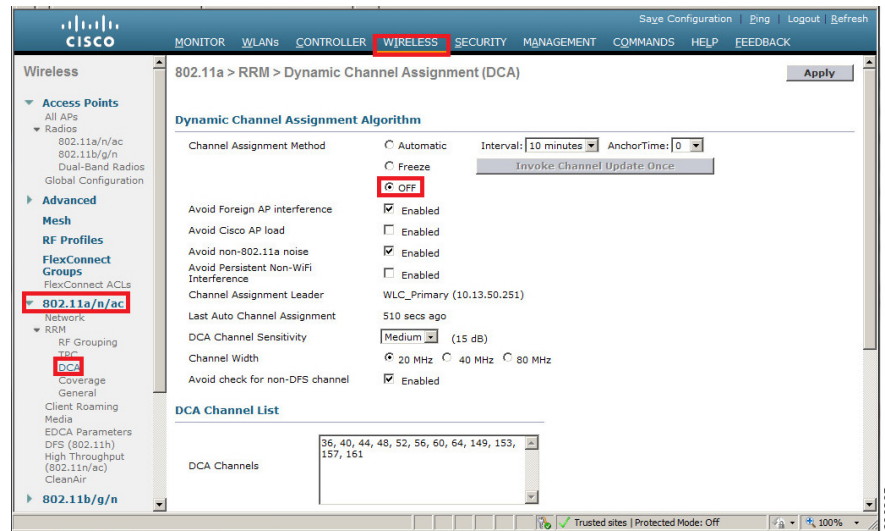 Save Configuration | Ping | Logout | Refresh
CISCO
MONITOR WLANs CONTROLLER WIRELESS SECURITY MANAGEMENT COMMANDS HELP FEEDBACK
Wireless
Access Points
All APs
Radios
802.11a/n/ac
802.11b/g/n
Dual-Band Radios
Global Configuration
Advanced
Mesh
RF Profiles
FlexConnect
Groups
FlexConnect ACLs
802.11a/n/ac
Network
RRM
RF Grouping
TPC
DCA
Coverage
General
Client Roaming
Media
EDCA Parameters
DFS (802.11h)
High Throughput
(802.11n/ac)
CleanAir
802.11b/g/n
802.11a > RRM > Dynamic Channel Assignment (DCA)
Apply
Dynamic Channel Assignment Algorithm
Channel Assignment Method Automatic Interval: 10 minutes AnchorTime: 0
Freeze Invoke Channel Update Once
OFF
Avoid Foreign AP interference Enabled
Avoid Cisco AP load Enabled
Avoid non-802.11a noise Enabled
Avoid Persistent Non-WiFi
Interference Enabled
Channel Assignment Leader WLC_Primary (10.13.50.251)
Last Auto Channel Assignment 510 secs ago
DCA Channel Sensitivity Medium (15 dB)
Channel Width 20 MHz 40 MHz 80 MHz
Avoid check for non-DFS channel Enabled
DCA Channel List
DCA Channels
36, 40, 44, 48, 52, 56, 60, 64, 149, 153,
157, 161
Trusted sites | Protected Mode: Off 100%